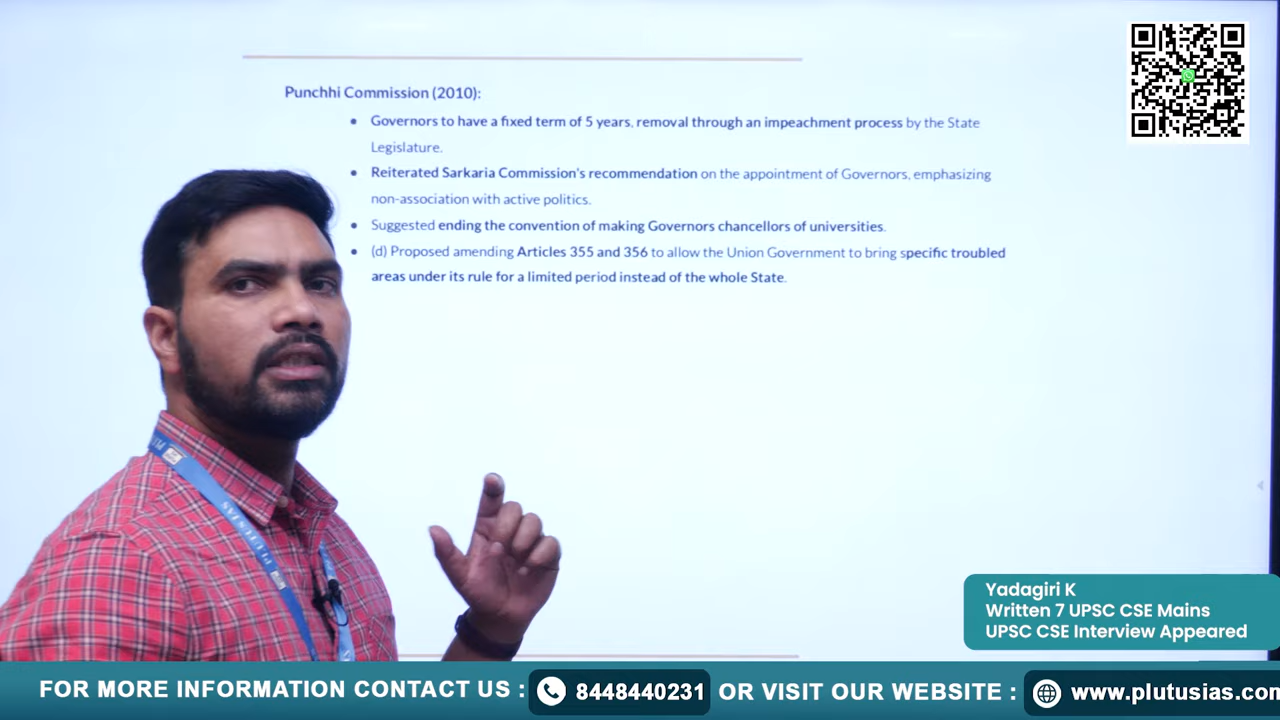 Punchhi Commission (2010):
• Governors to have a fixed term of 5 years, removal through an impeachment process by the State
Legislature.
• Reiterated Sarkaria Commission's recommendation on the appointment of Governors, emphasizing
non-association with active politics.
• Suggested ending the convention of making Governors chancellors of universities.
• (d) Proposed amending Articles 355 and 356 to allow the Union Government to bring specific troubled
areas under its rule for a limited period instead of the whole State.
PLUTUS IAS
Yadagiri K
Written 7 UPSC CSE Mains
UPSC CSE Interview Appeared
FOR MORE INFORMATION CONTACT US : 8448440231 OR VISIT OUR WEBSITE : www.plutusias.com